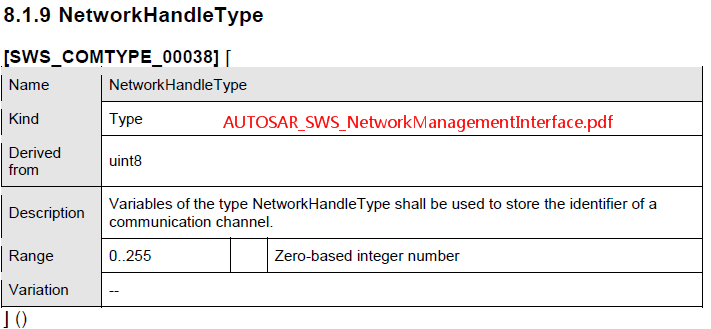 8.1.9 NetworkHandleType
[SWS_COMTYPE_00038] ⌈
Name NetworkHandleType
Kind Type AUTOSAR_SWS_NetworkManagementInterface.pdf
Derived
from uint8
Description Variables of the type NetworkHandleType shall be used to store the identifier of a
communication channel.
Range 0..255 Zero-based integer number
Variation --
⌋ ()